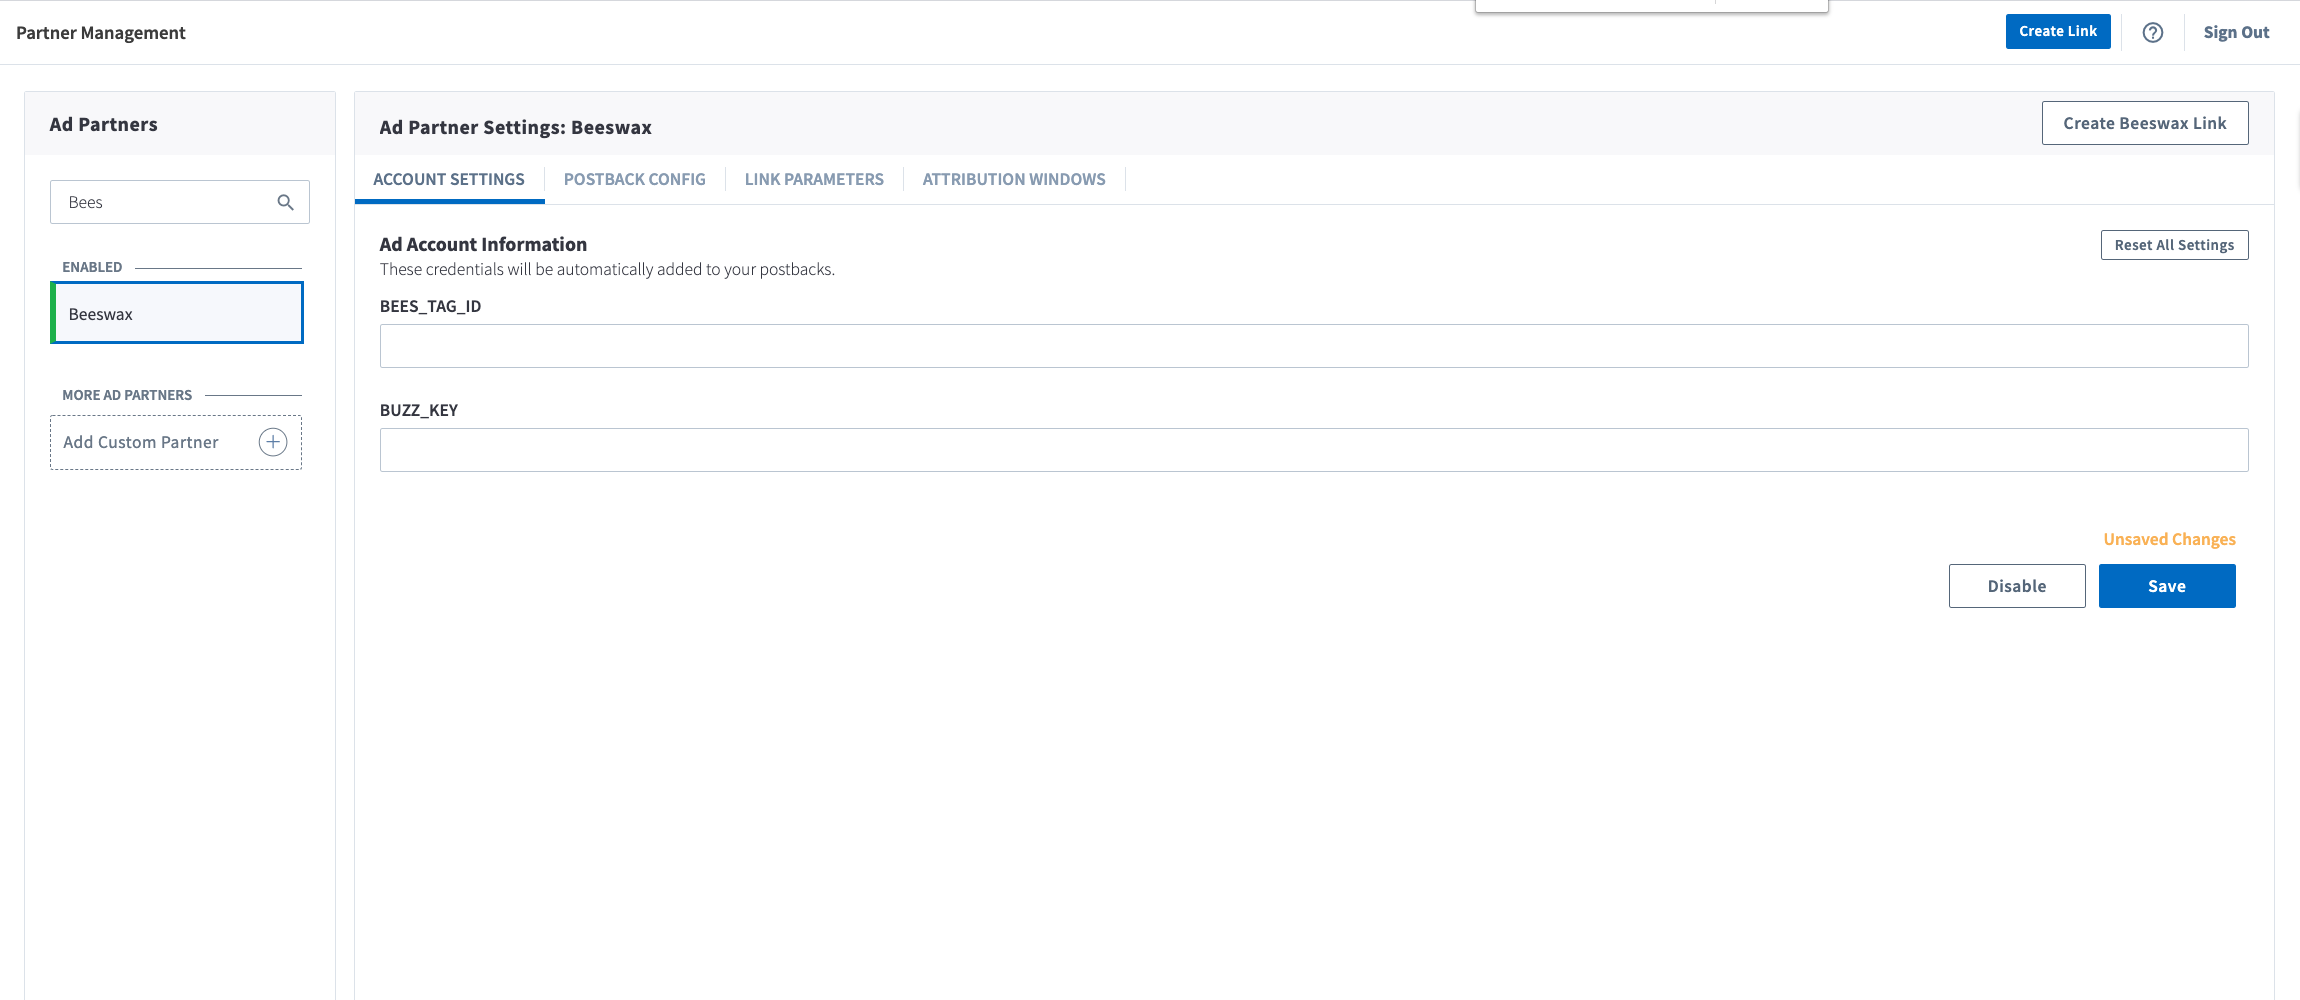 Partner Management
Create Link
Sign Out
Ad Partners
Bees
ENABLED
Beeswax
MORE AD PARTNERS
Add Custom Partner
Ad Partner Settings: Beeswax
Create Beeswax Link
ACCOUNT SETTINGS
POSTBACK CONFIG
LINK PARAMETERS
ATTRIBUTION WINDOWS
Ad Account Information
Reset All Settings
These credentials will be automatically added to your postbacks.
BEES_TAG_ID
BUZZ_KEY
Unsaved Changes
Disable
Save